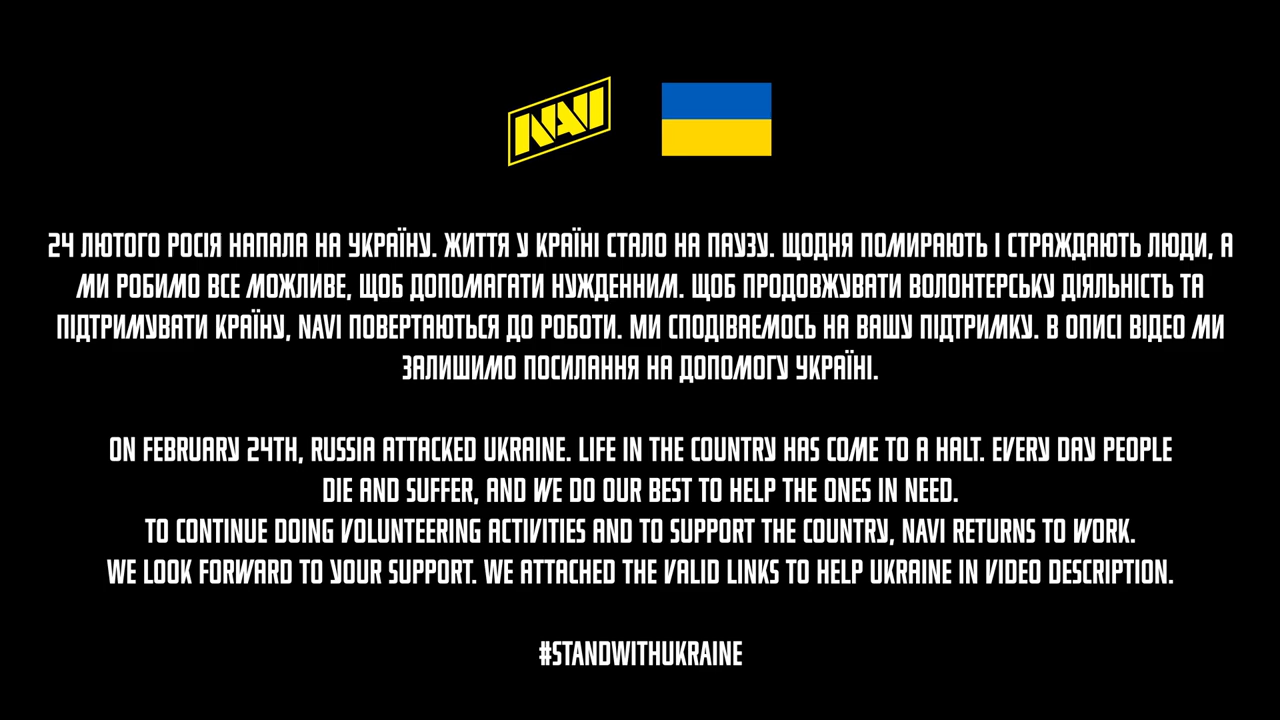 NAVI
24 ЛЮТОГО РОСІЯ НАПАЛА НА УКРАЇНУ. ЖИТТЯ У КРАЇНІ СТАЛО НА ПАУЗУ. ЩОДНЯ ПОМИРАЮТЬ І СТРАЖДАЮТЬ ЛЮДИ, А
МИ РОБИМО ВСЕ МОЖЛИВЕ, ЩОБ ДОПОМАГАТИ НУЖДЕННИМ. ЩОБ ПРОДОВЖУВАТИ ВОЛОНТЕРСЬКУ ДІЯЛЬНІСТЬ ТА
ПІДТРИМУВАТИ КРАЇНУ, NAVI ПОВЕРТАЮТЬСЯ ДО РОБОТИ. МИ СПОДІВАЄМОСЬ НА ВАШУ ПІДТРИМКУ. В ОПИСІ ВІДЕО МИ
ЗАЛИШИМО ПОСИЛАННЯ НА ДОПОМОГУ УКРАЇНІ.
ON FEBRUARY 24TH, RUSSIA ATTACKED UKRAINE. LIFE IN THE COUNTRY HAS COME TO A HALT. EVERY DAY PEOPLE
DIE AND SUFFER, AND WE DO OUR BEST TO HELP THE ONES IN NEED.
TO CONTINUE DOING VOLUNTEERING ACTIVITIES AND TO SUPPORT THE COUNTRY, NAVI RETURNS TO WORK.
WE LOOK FORWARD TO YOUR SUPPORT. WE ATTACHED THE VALID LINKS TO HELP UKRAINE IN VIDEO DESCRIPTION.
#STANDWITHUKRAINE